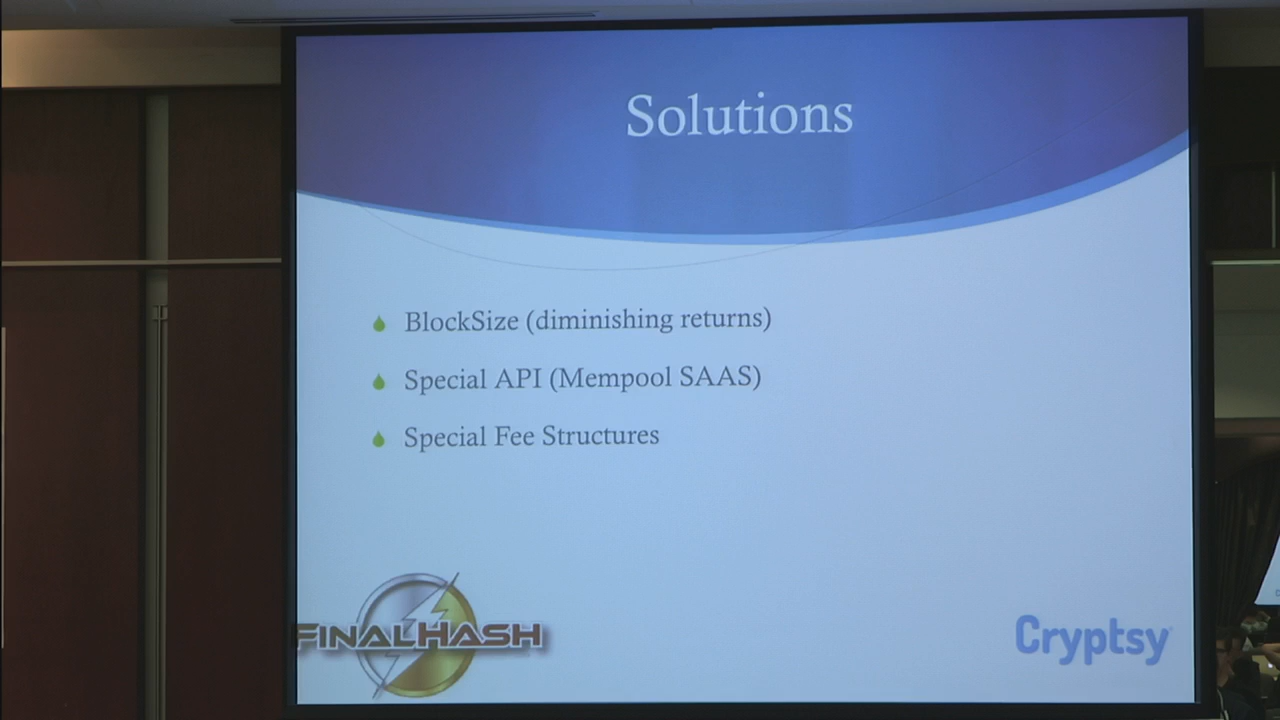 Solutions
BlockSize (diminishing returns)
Special API (Mempool SAAS)
Special Fee Structures
FINALHASH
Cryptsy